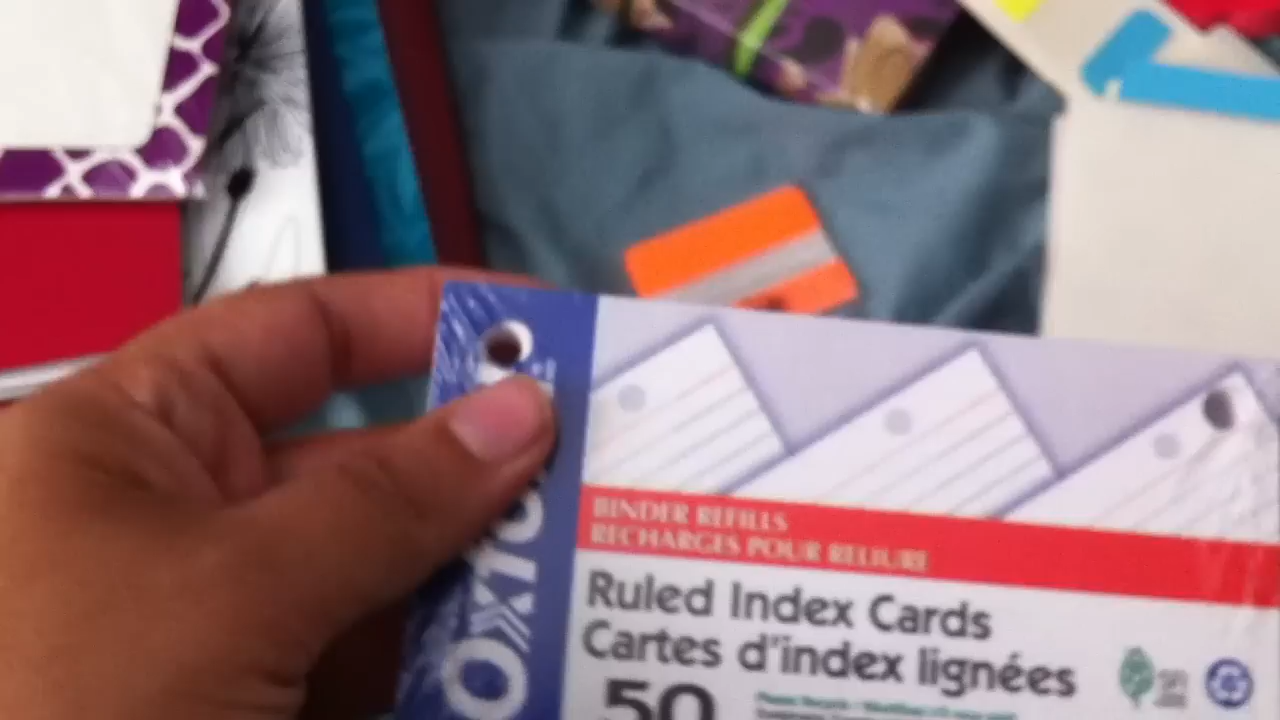 BINDER REFILLS
RECHARGES POUR RELIURE
Ruled Index Cards
Cartes d'index lignées
50